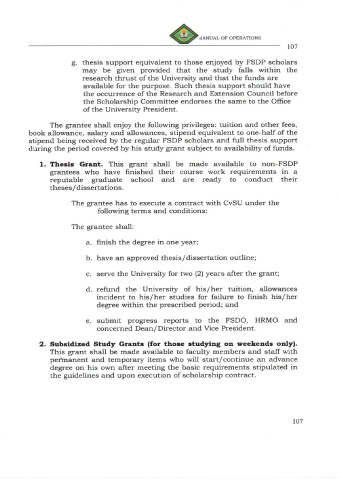 MANUAL OF OPERATIONS
107
g. thesis support equivalent to those enjoyed by FSDP scholars
may be given provided that the study falls within the
research thrust of the University and that the funds are
available for the purpose. Such thesis support should have
the occurrence of the Research and Extension Council before
the Scholarship Committee endorses the same to the Office
of the University President.
The grantee shall enjoy the following privileges: tuition and other fees,
book allowance, salary and allowances, stipend equivalent to one-half of the
stipend being received by the regular FSDP scholars and full thesis support
during the period covered by his study grant subject to availability of funds.
1. Thesis Grant. This grant shall be made available to non-FSDP
grantees who have finished their course work requirements in a
reputable graduate school and are ready to conduct their
theses/dissertations.
The grantee has to execute a contract with CvSU under the
following terms and conditions:
The grantee shall:
a. finish the degree in one year;
b. have an approved thesis/dissertation outline;
c. serve the University for two (2) years after the grant;
d. refund the University of his/her tuition, allowances
incident to his/her studies for failure to finish his/her
degree within the prescribed period; and
e. submit progress reports to the FSDO, HRMO and
concerned Dean/Director and Vice President.
2. Subsidized Study Grants (for those studying on weekends only).
This grant shall be made available to faculty members and staff with
permanent and temporary items who will start/continue an advance
degree on his own after meeting the basic requirements stipulated in
the guidelines and upon execution of scholarship contract.
107